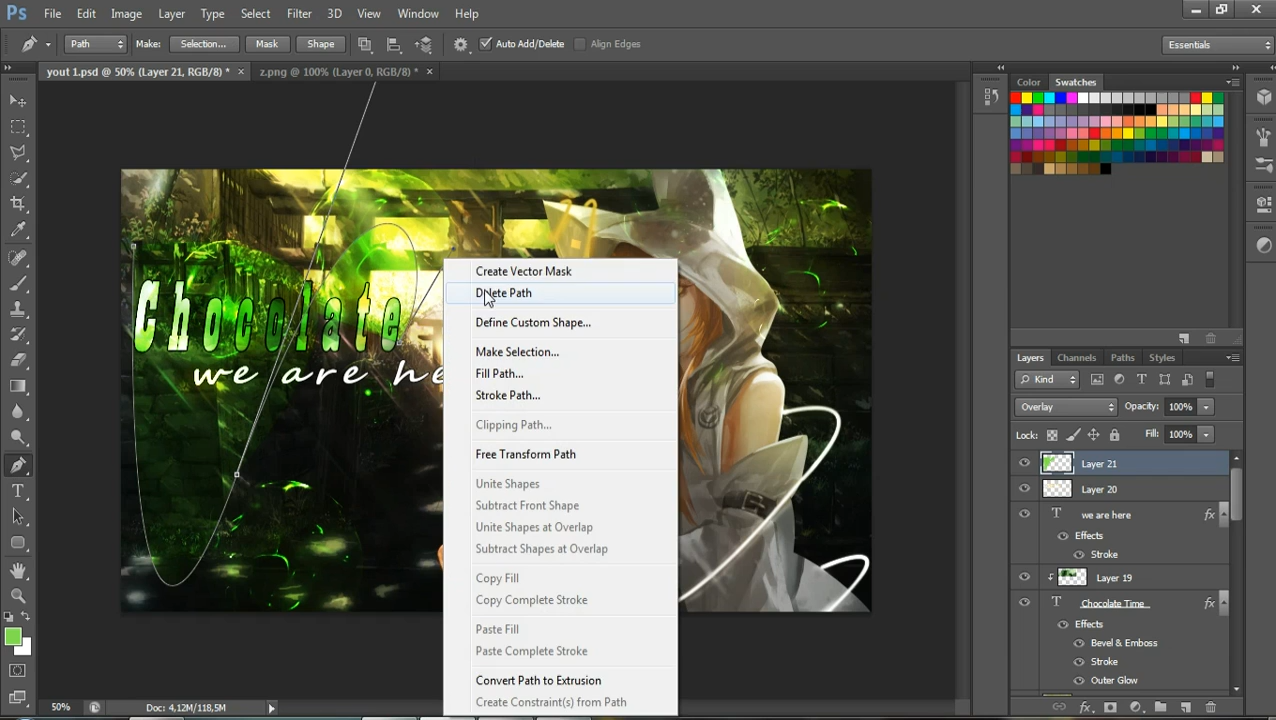 Ps File Edit Image Layer Type Select Filter 3D View Window Help
Path Make: Selection... Mask Shape Auto Add/Delete Align Edges Essentials
yout 1.psd @ 50% (Layer 21, RGB/8) * × z.png @ 100% (Layer 0, RGB/8) * ×
Color Swatches
Chocolate
we are he
Create Vector Mask
Delete Path
Define Custom Shape...
Make Selection...
Fill Path...
Stroke Path...
Clipping Path...
Free Transform Path
Unite Shapes
Subtract Front Shape
Unite Shapes at Overlap
Subtract Shapes at Overlap
Copy Fill
Copy Complete Stroke
Paste Fill
Paste Complete Stroke
Convert Path to Extrusion
Create Constraint(s) from Path
Layers Channels Paths Styles
Kind
Overlay Opacity: 100%
Lock: Fill: 100%
Layer 21
Layer 20
T we are here fx
Effects
Stroke
Layer 19
T Chocolate Time fx
Effects
Bevel & Emboss
Stroke
Outer Glow
50% Doc: 4,12M/118,5M